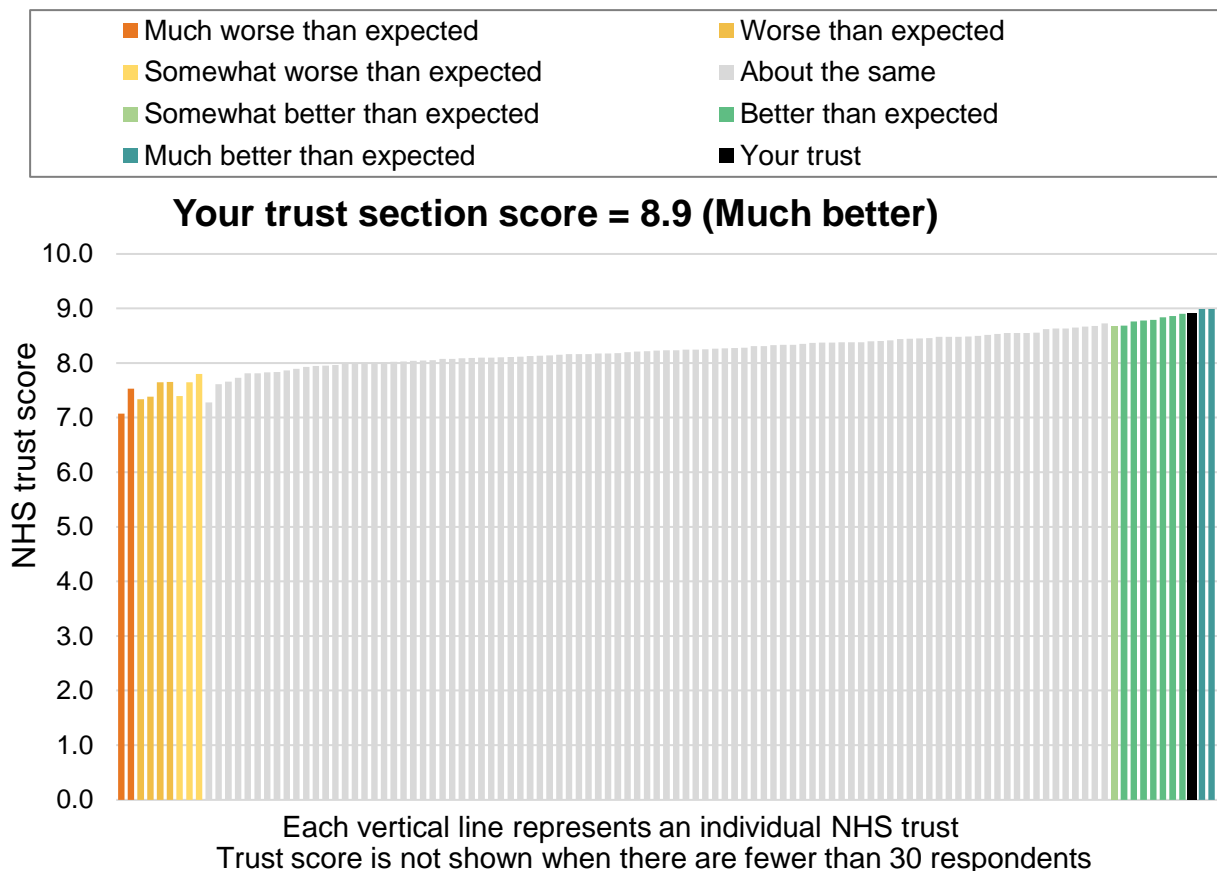 Much worse than expected
Worse than expected
Somewhat worse than expected
About the same
Somewhat better than expected
Better than expected
Much better than expected
Your trust
Your trust section score = 8.9 (Much better)
10.0
9.0
8.0
7.0
6.0
5.0
4.0
3.0
2.0
1.0
0.0
NHS trust score
Each vertical line represents an individual NHS trust
Trust score is not shown when there are fewer than 30 respondents